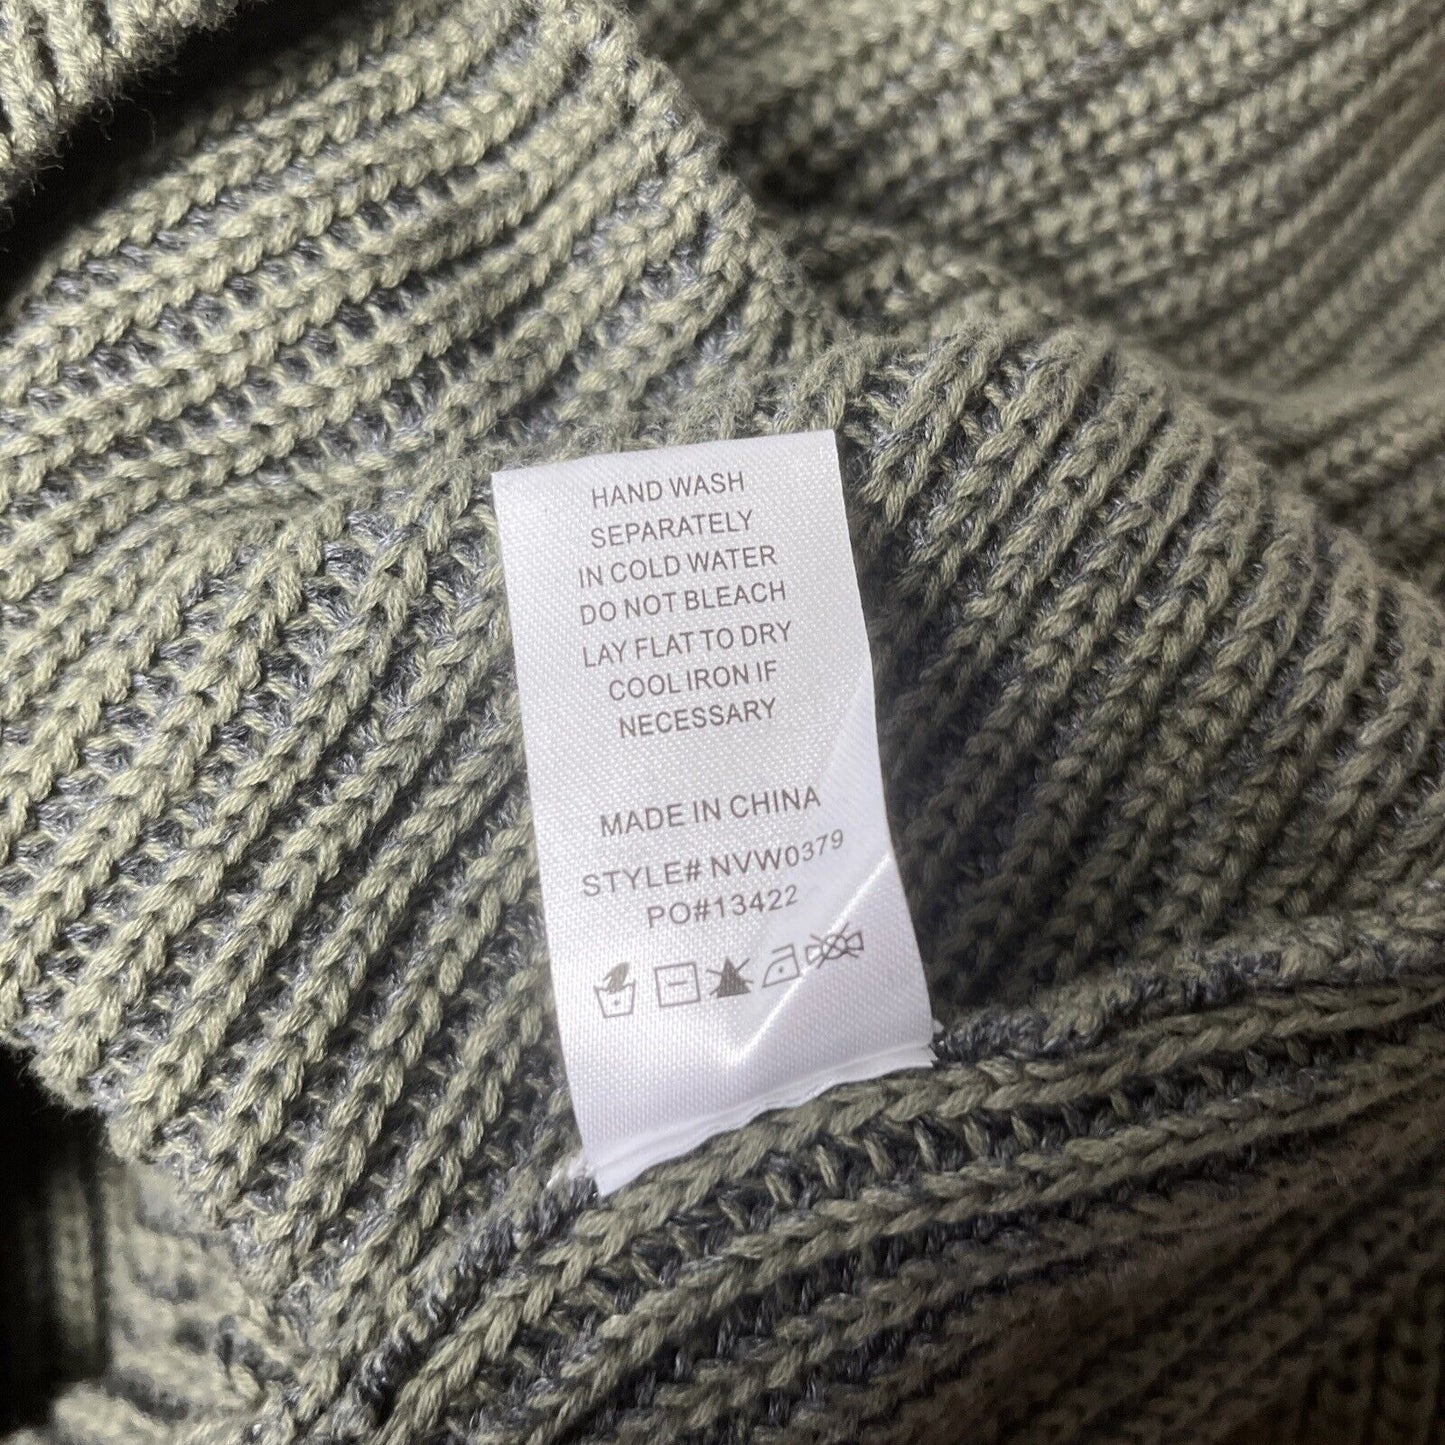 HAND WASH
SEPARATELY
IN COLD WATER
DO NOT BLEACH
LAY FLAT TO DRY
COOL IRON IF
NECESSARY
MADE IN CHINA
STYLE# NVW0379
PO#13422